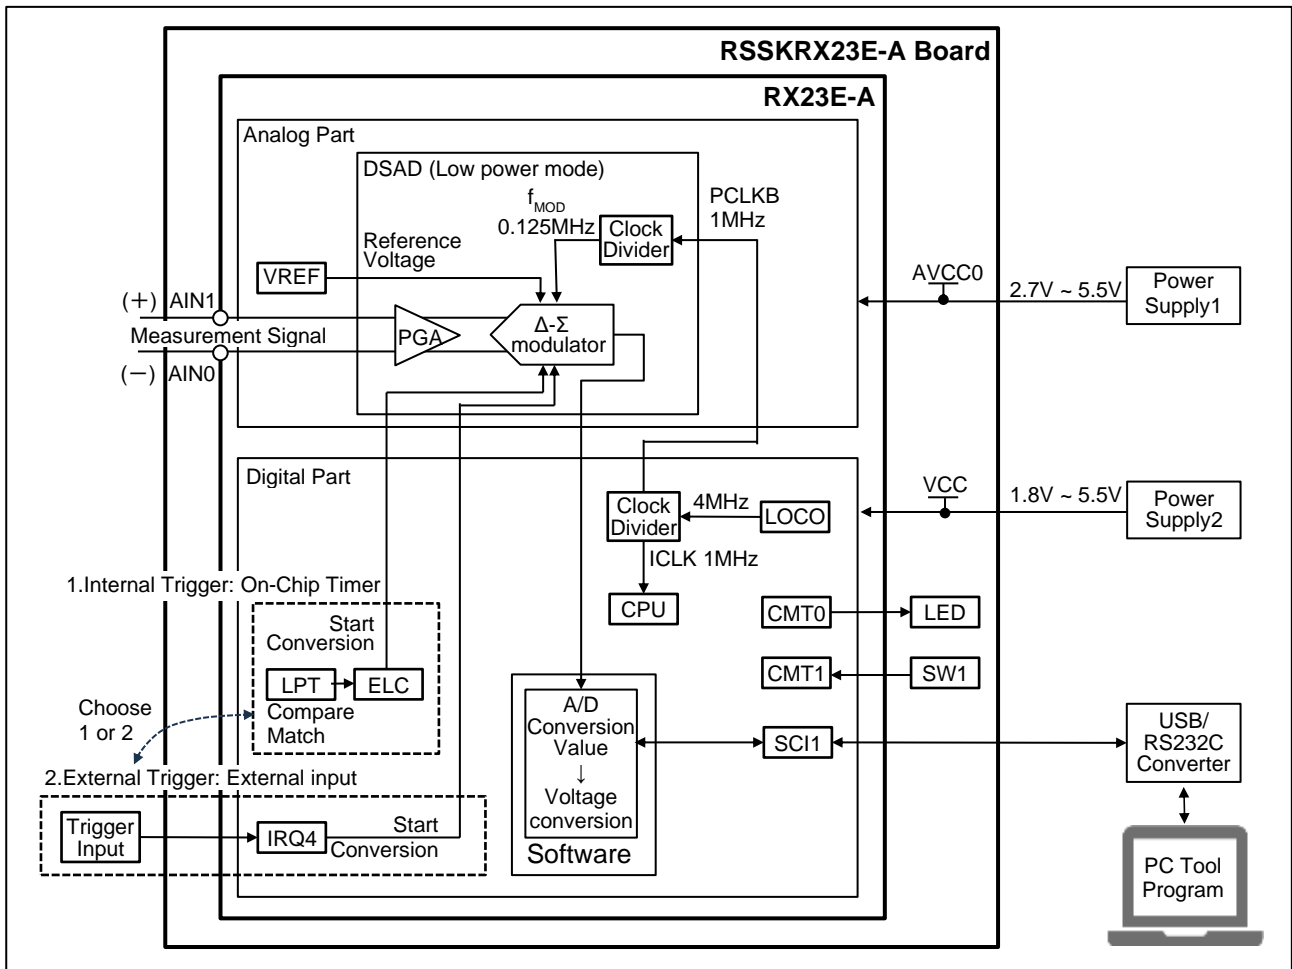 RSSKRX23E-A Board
RX23E-A
Analog Part
DSAD (Low power mode)
fMOD
0.125MHz
Clock
Divider
PCLKB
1MHz
Reference
Voltage
VREF
(+) AIN1
Measurement Signal
(−) AIN0
PGA
Δ-Σ
modulator
AVCC0
2.7V ~ 5.5V
Power
Supply1
Digital Part
Clock
Divider
4MHz
LOCO
ICLK 1MHz
CPU
VCC
1.8V ~ 5.5V
Power
Supply2
1.Internal Trigger: On-Chip Timer
Start
Conversion
LPT
ELC
Compare
Match
Choose
1 or 2
2.External Trigger: External input
Trigger
Input
IRQ4
Start
Conversion
CMT0
LED
CMT1
SW1
A/D
Conversion
Value
↓
Voltage
conversion
Software
SCI1
USB/
RS232C
Converter
PC Tool
Program